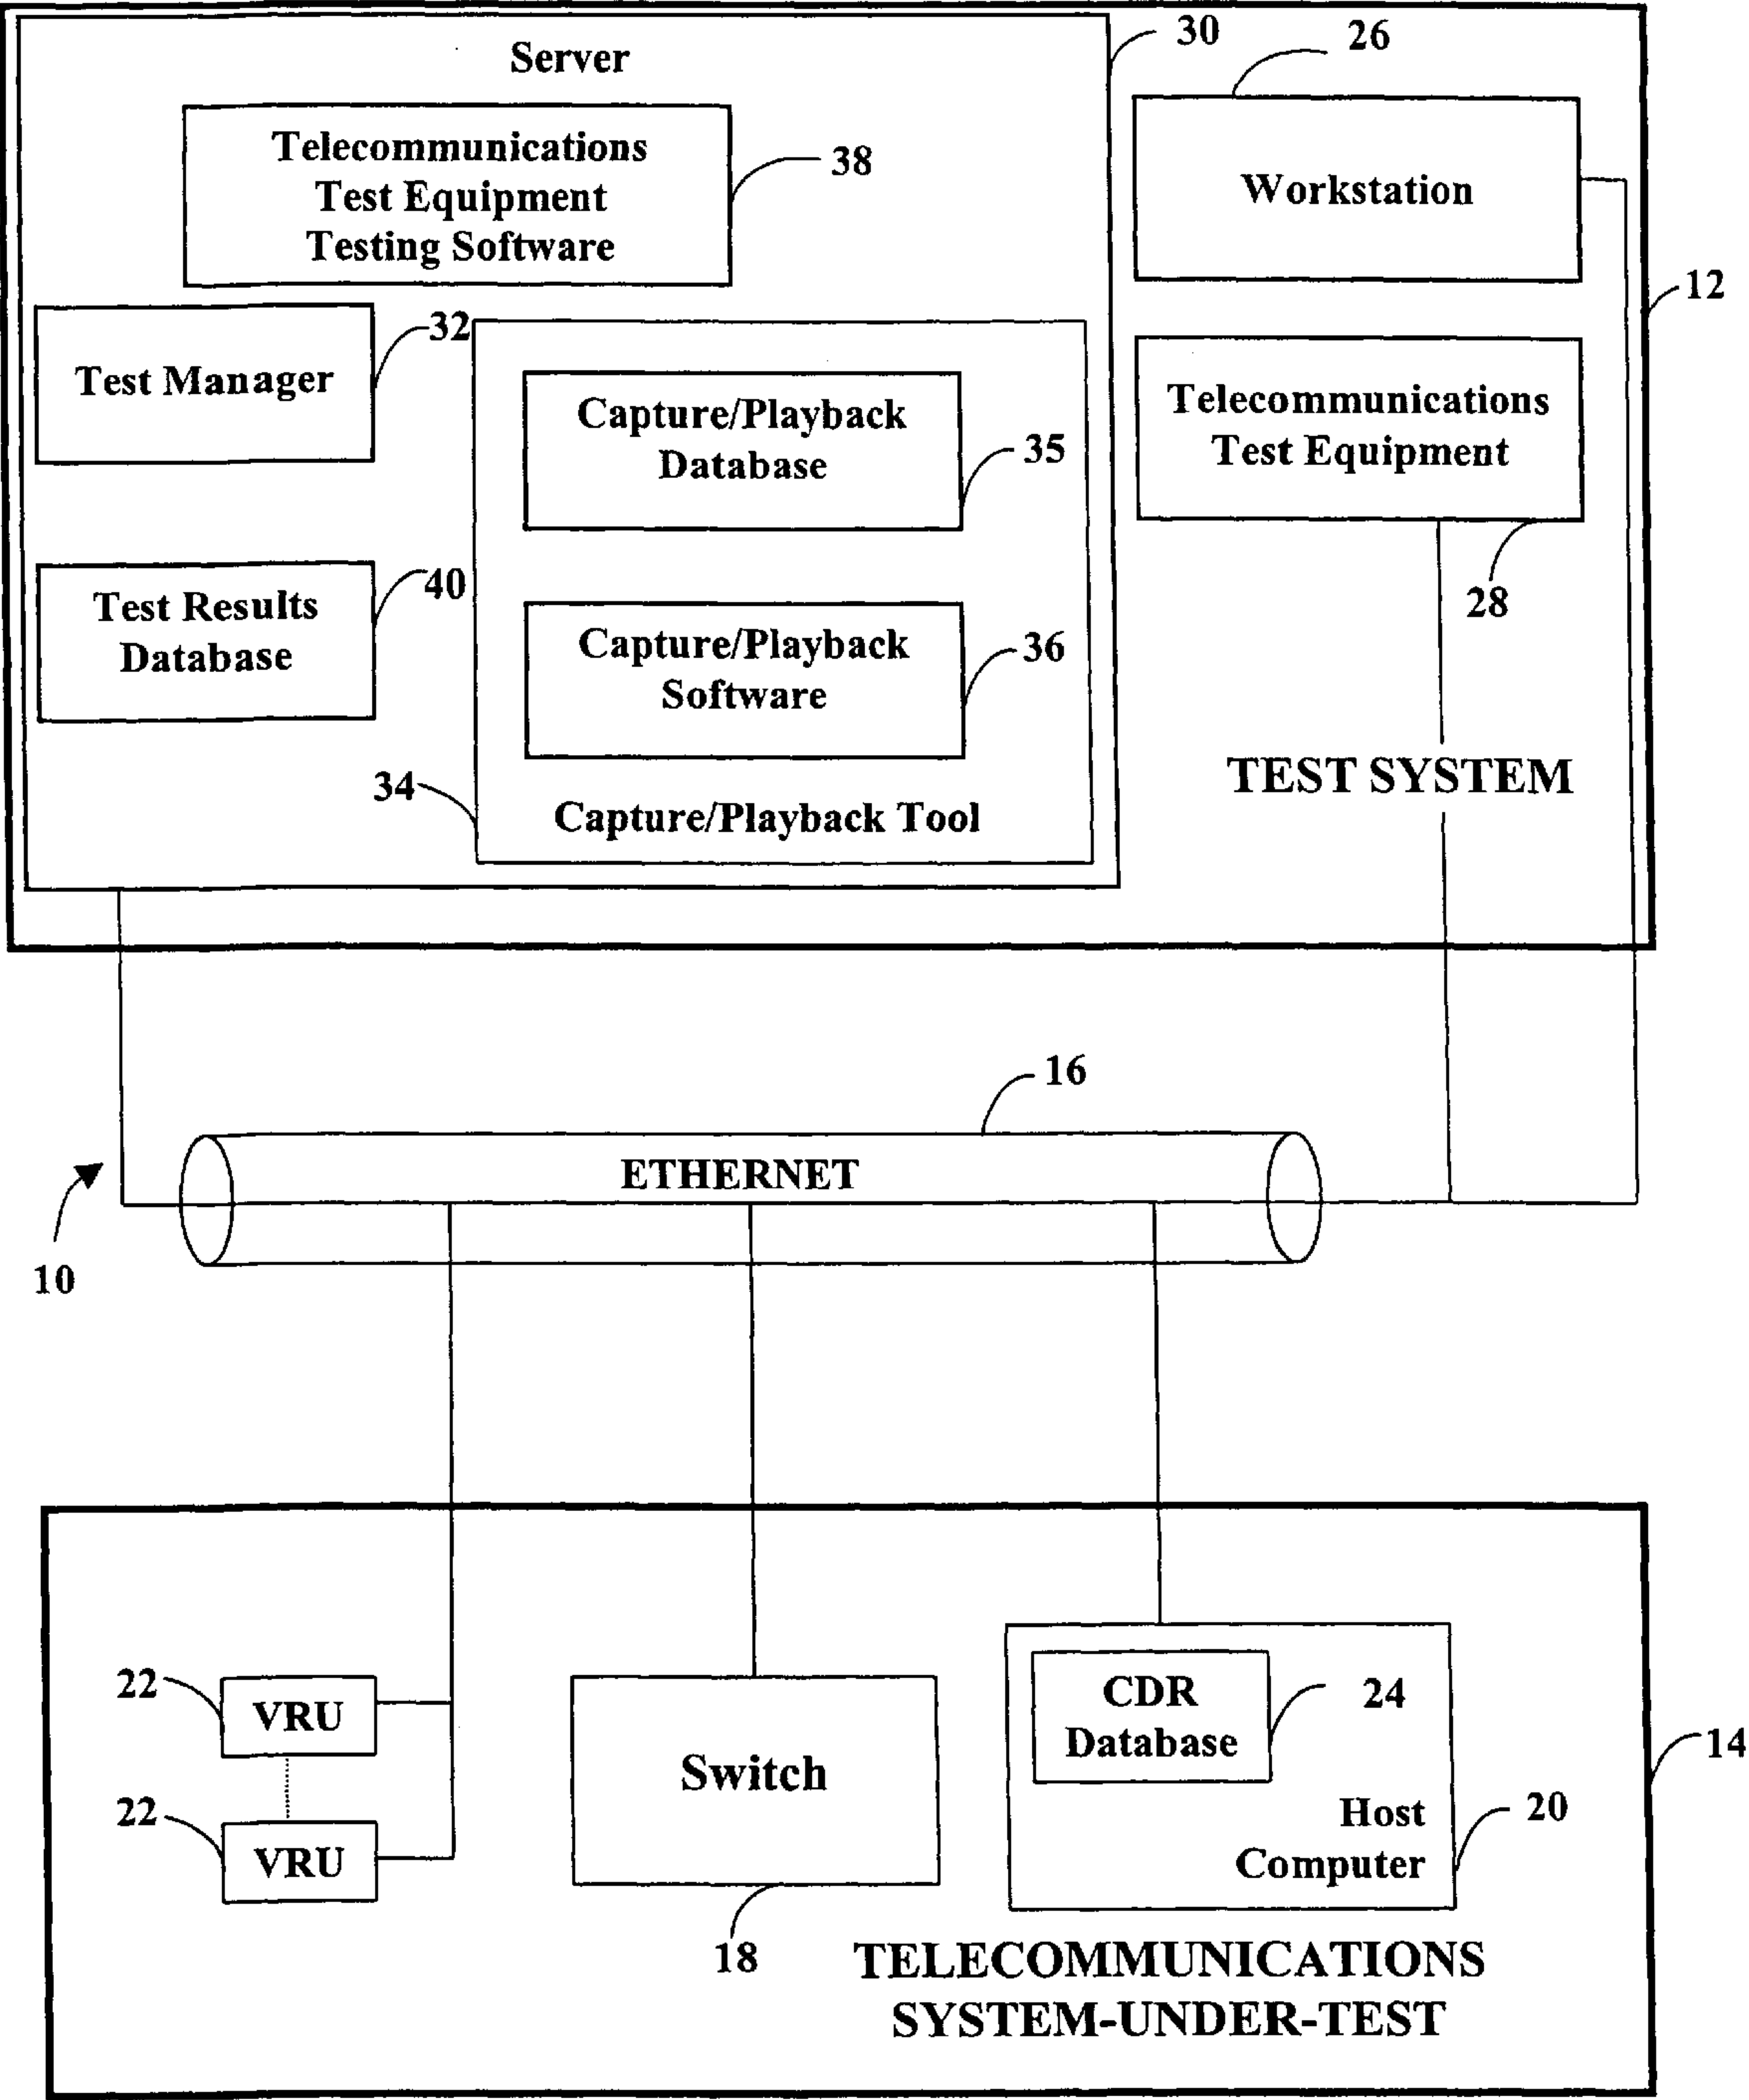 Server
30
26
Telecommunications
Test Equipment
Testing Software
38
Workstation
12
Test Manager
32
Capture/Playback
Database
35
Telecommunications
Test Equipment
28
Test Results
Database
40
Capture/Playback
Software
36
34
Capture/Playback Tool
TEST SYSTEM
16
ETHERNET
10
22
VRU
22
VRU
Switch
18
CDR
Database
24
Host
Computer
20
14
TELECOMMUNICATIONS
SYSTEM-UNDER-TEST